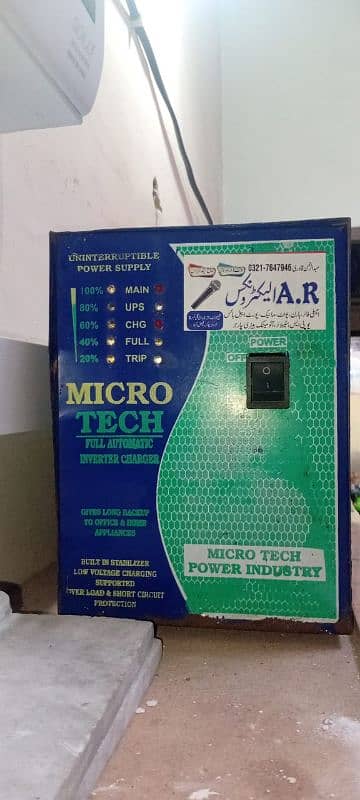 UNINTERRUPTIBLE
POWER SUPPLY
100% MAIN
80% UPS
60% CHG
40% FULL
20% TRIP
MICRO
TECH
FULL AUTOMATIC
INVERTER CHARGER
GIVES LONG BACKUP
TO OFFICE & HOME
APPLIANCES
BUILT IN STABILIZER
LOW VOLTAGE CHARGING
SUPPORTED
OVER LOAD & SHORT CIRCUIT
PROTECTION
0321-7647946
A.R الیکٹرونکس
POWER
OFF
MICRO TECH
POWER INDUSTRY